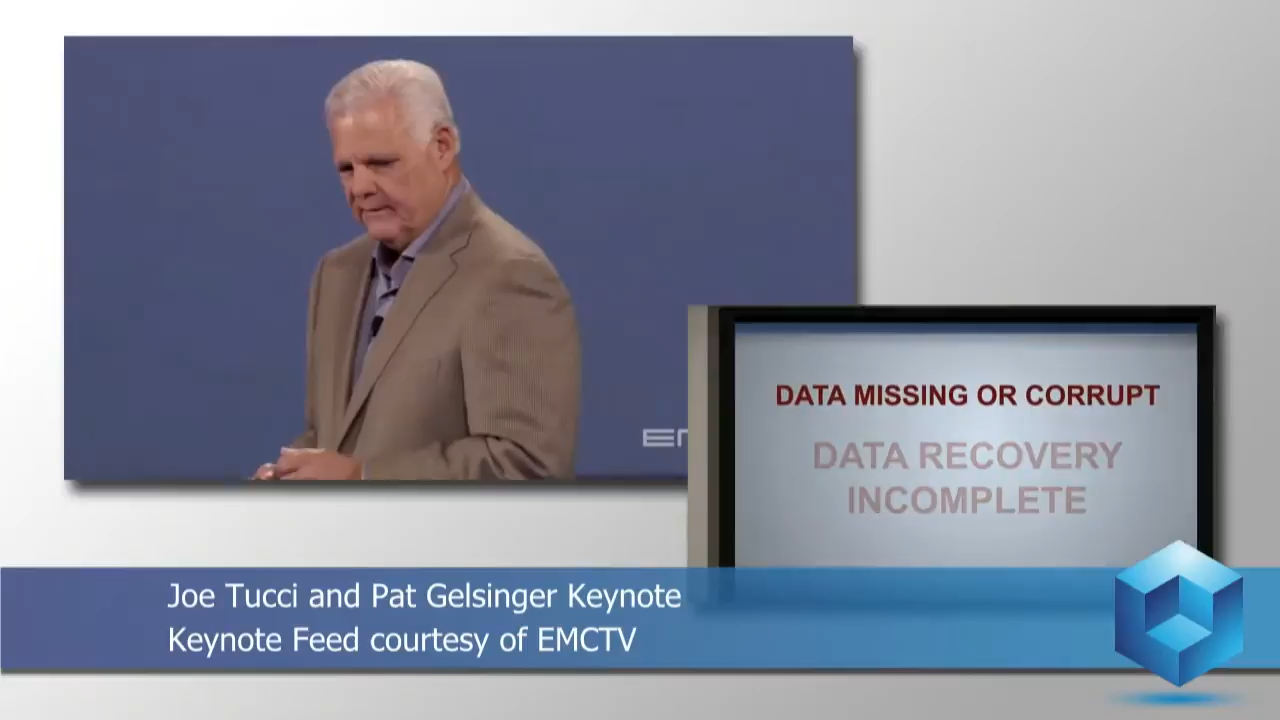 DATA MISSING OR CORRUPT
DATA RECOVERY
INCOMPLETE
Joe Tucci and Pat Gelsinger Keynote
Keynote Feed courtesy of EMCTV